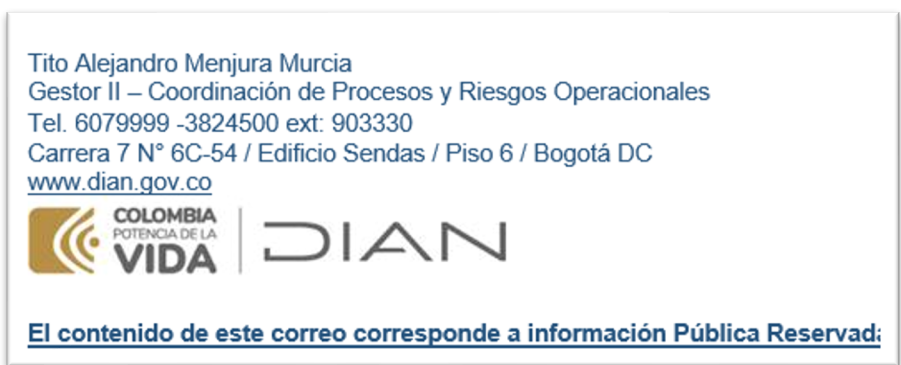 Tito Alejandro Menjura Murcia
Gestor II – Coordinación de Procesos y Riesgos Operacionales
Tel. 6079999 -3824500 ext: 903330
Carrera 7 N° 6C-54 / Edificio Sendas / Piso 6 / Bogotá DC
www.dian.gov.co
COLOMBIA
POTENCIA DE LA
VIDA
DIAN
El contenido de este correo corresponde a información Pública Reservada